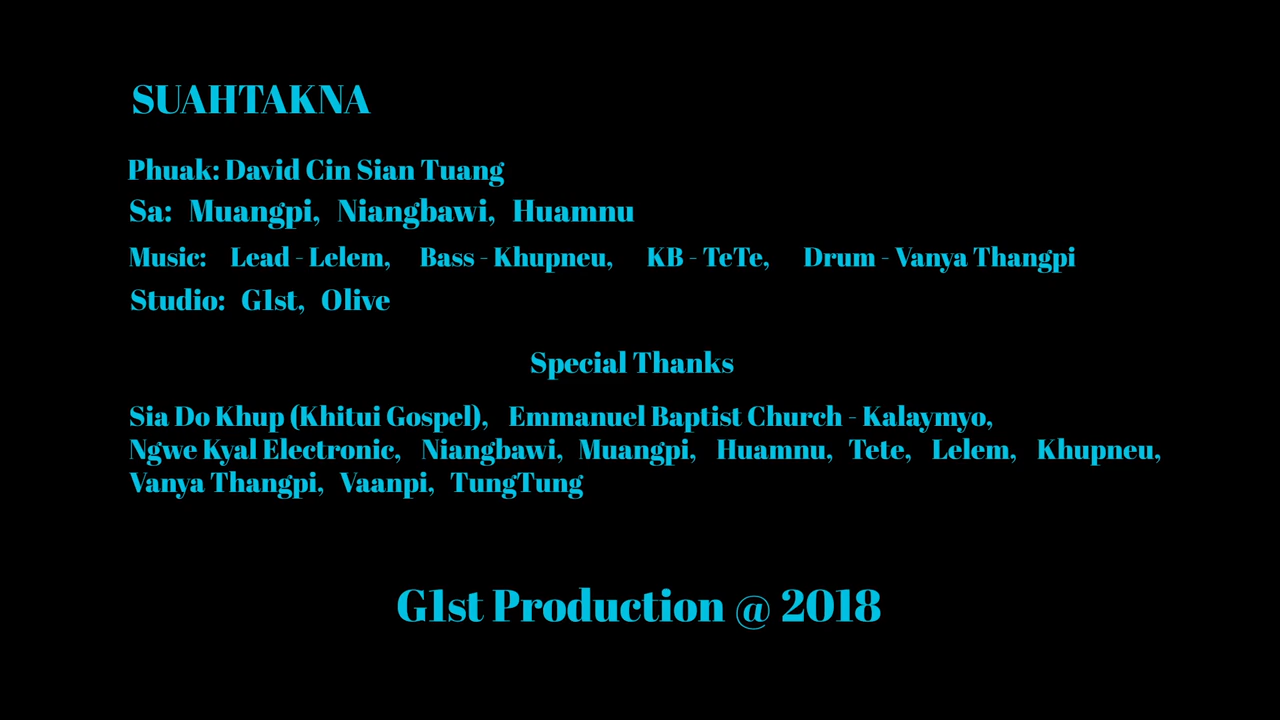 SUAHTAKNA
Phuak: David Cin Sian Tuang
Sa: Muangpi, Niangbawi, Huamnu
Music: Lead - Lelem, Bass - Khupneu, KB - TeTe, Drum - Vanya Thangpi
Studio: G1st, Olive
Special Thanks
Sia Do Khup (Khitui Gospel), Emmanuel Baptist Church - Kalaymyo,
Ngwe Kyal Electronic, Niangbawi, Muangpi, Huamnu, Tete, Lelem, Khupneu,
Vanya Thangpi, Vaanpi, TungTung
G1st Production @ 2018